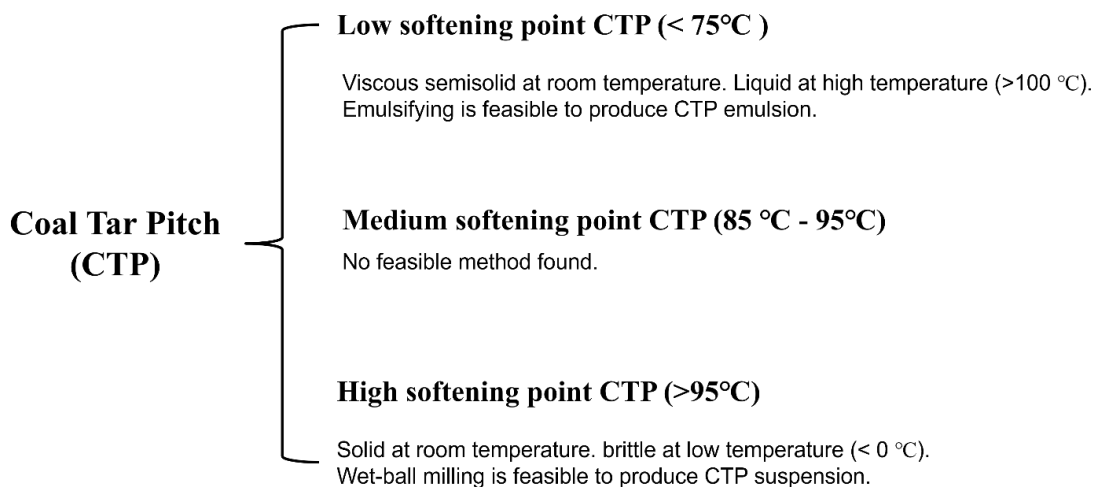 Low softening point CTP (< 75℃ )
Viscous semisolid at room temperature. Liquid at high temperature (>100 ℃).
Emulsifying is feasible to produce CTP emulsion.
Coal Tar Pitch
(CTP)
Medium softening point CTP (85 ℃ - 95℃)
No feasible method found.
High softening point CTP (>95℃)
Solid at room temperature. brittle at low temperature (< 0 ℃).
Wet-ball milling is feasible to produce CTP suspension.